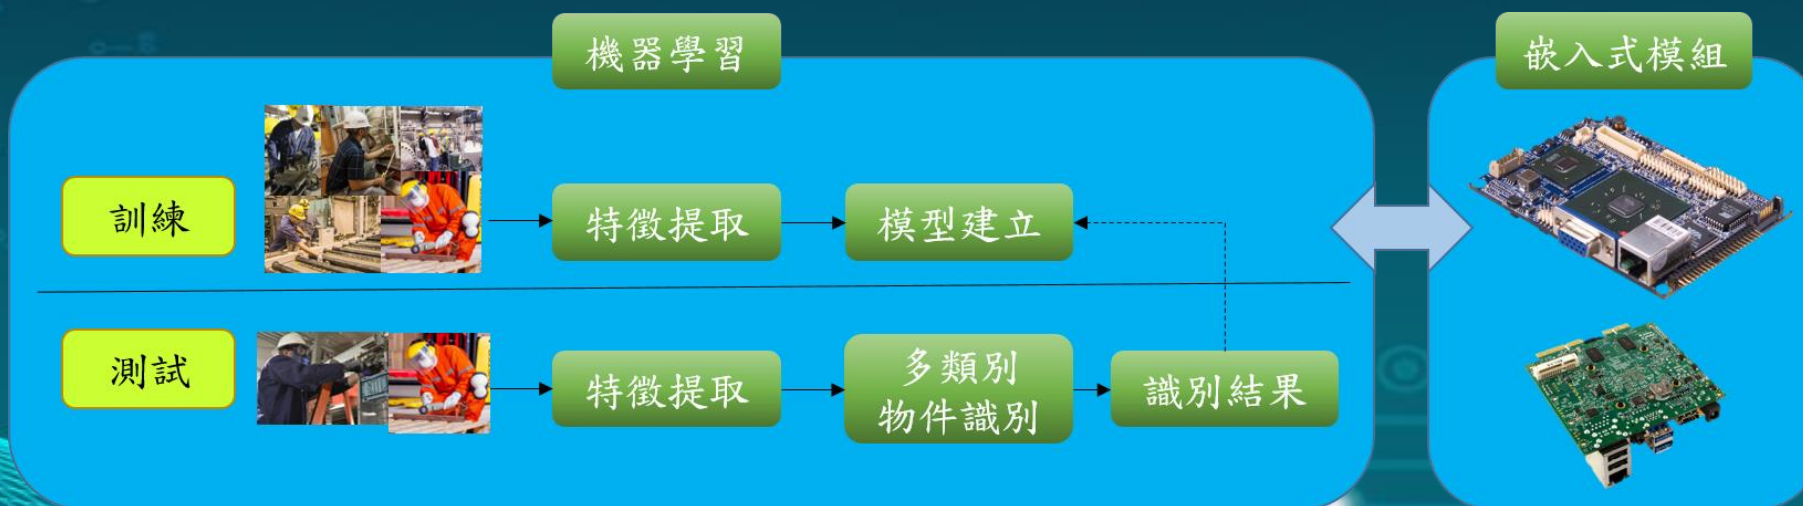 機器學習
嵌入式模組
訓練
特徵提取
模型建立
測試
特徵提取
多類別
物件識別
識別結果